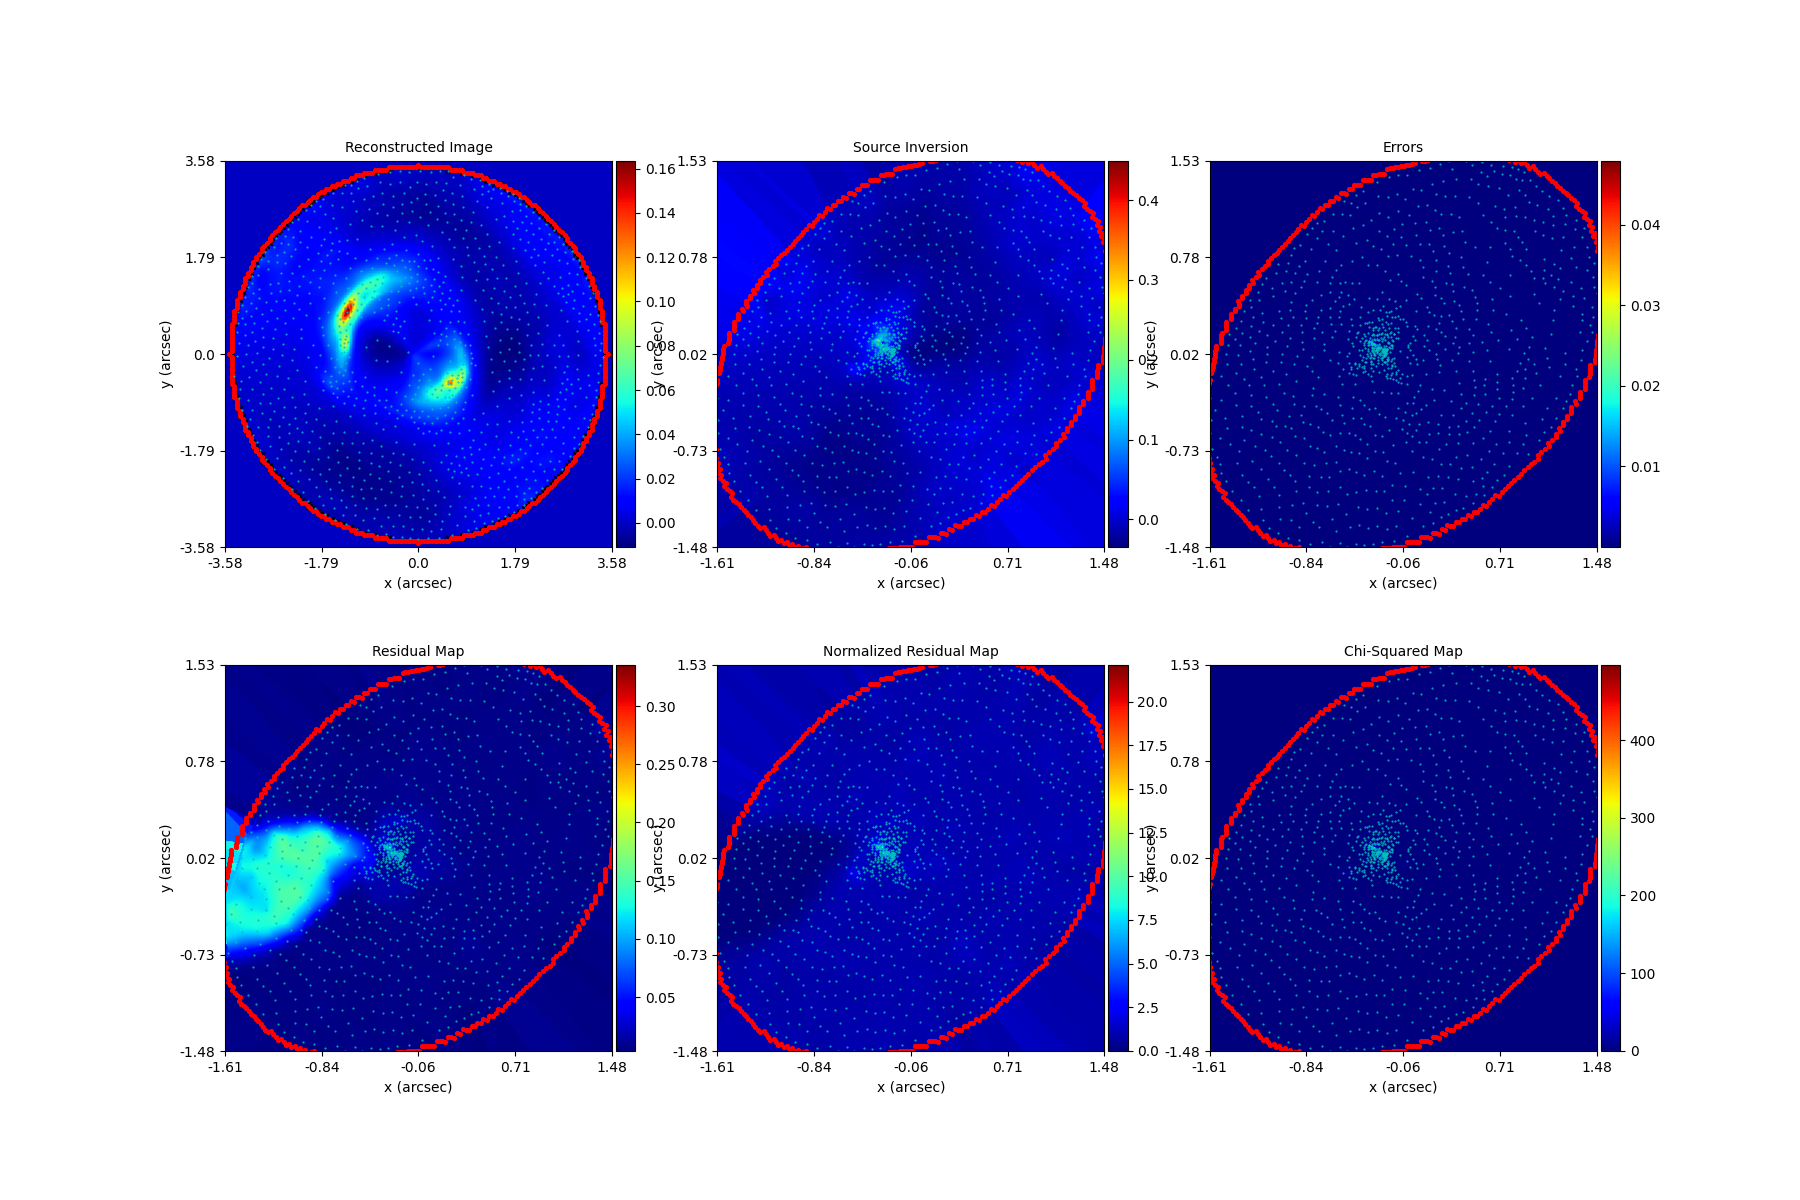 Reconstructed Image
3.58
1.79
0.0
-1.79
-3.58
y (arcsec)
-3.58 -1.79 0.0 1.79 3.58
x (arcsec)
0.16
0.14
0.12
0.10
0.08
0.06
0.04
0.02
0.00
Source Inversion
1.53
0.78
0.02
-0.73
-1.48
y (arcsec)
-1.61 -0.84 -0.06 0.71 1.48
x (arcsec)
0.4
0.3
0.1
0.0
Errors
1.53
0.78
0.02
-0.73
-1.48
y (arcsec)
-1.61 -0.84 -0.06 0.71 1.48
x (arcsec)
0.04
0.03
0.02
0.01
Residual Map
1.53
0.78
0.02
-0.73
-1.48
y (arcsec)
-1.61 -0.84 -0.06 0.71 1.48
x (arcsec)
0.30
0.25
0.20
0.15
0.10
0.05
Normalized Residual Map
1.53
0.78
0.02
-0.73
-1.48
y (arcsec)
-1.61 -0.84 -0.06 0.71 1.48
x (arcsec)
20.0
17.5
15.0
12.5
10.0
7.5
5.0
2.5
0.0
Chi-Squared Map
1.53
0.78
0.02
-0.73
-1.48
y (arcsec)
-1.61 -0.84 -0.06 0.71 1.48
x (arcsec)
400
300
200
100
0